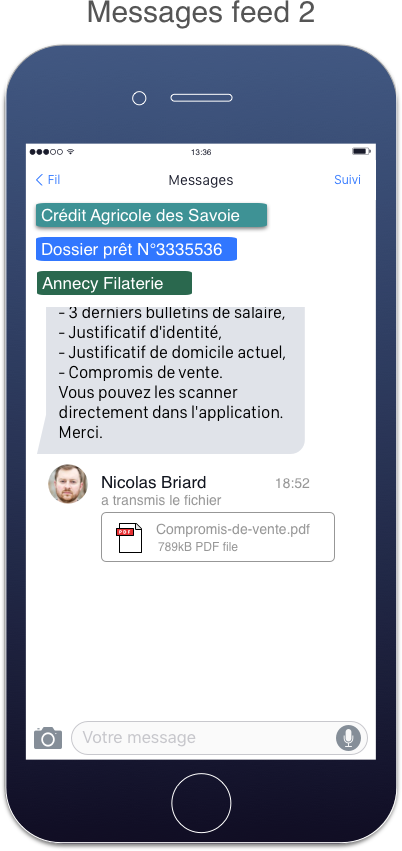 Messages feed 2
13:36
Fil
Messages
Suivi
Crédit Agricole des Savoie
Dossier prêt N°3335536
Annecy Filaterie
- 3 derniers bulletins de salaire,
- Justificatif d'identité,
- Justificatif de domicile actuel,
- Compromis de vente.
Vous pouvez les scanner
directement dans l'application.
Merci.
Nicolas Briard
18:52
a transmis le fichier
PDF
Compromis-de-vente.pdf
789kB PDF file
Votre message